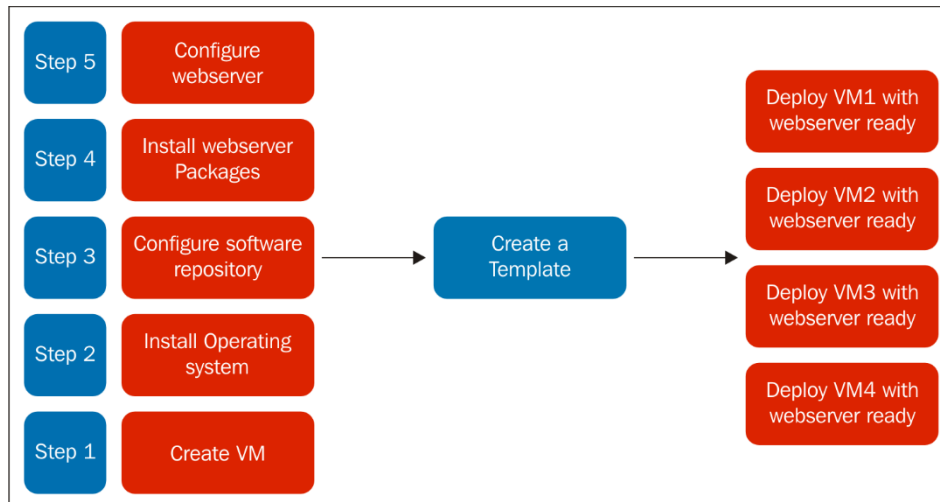 Step 5
Configure
webserver
Step 4
Install webserver
Packages
Step 3
Configure software
repository
Step 2
Install Operating
system
Step 1
Create VM
Create a
Template
Deploy VM1 with
webserver ready
Deploy VM2 with
webserver ready
Deploy VM3 with
webserver ready
Deploy VM4 with
webserver ready